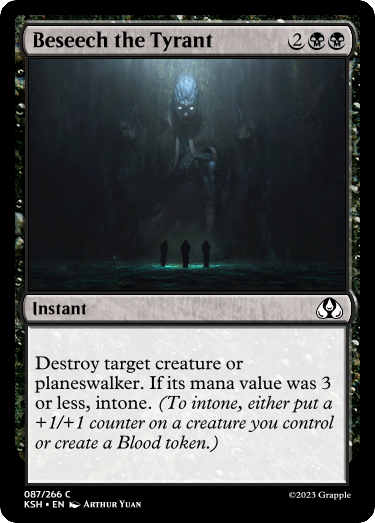 Beseech the Tyrant 2
Instant
Destroy target creature or
planeswalker. If its mana value was 3
or less, intone. (To intone, either put a
+1/+1 counter on a creature you control
or create a Blood token.)
087/266 C
KSH • EN Arthur Yuan ©2023 Grapple